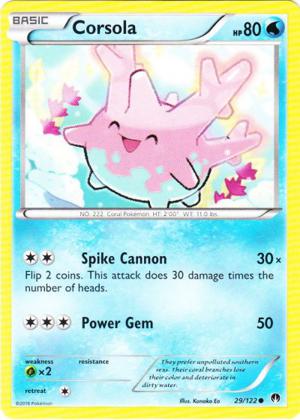 BASIC
Corsola
HP80
NO. 222 Coral Pokémon HT: 2'00" WT: 11.0 lbs.
Spike Cannon 30×
Flip 2 coins. This attack does 30 damage times
the number of heads.
Power Gem 50
weakness resistance
×2
retreat
They prefer unpolluted southern
seas. Their coral branches lose
their color and deteriorate in
dirty water.
©2016 Pokémon
Illus. Kanako Eo 29/122